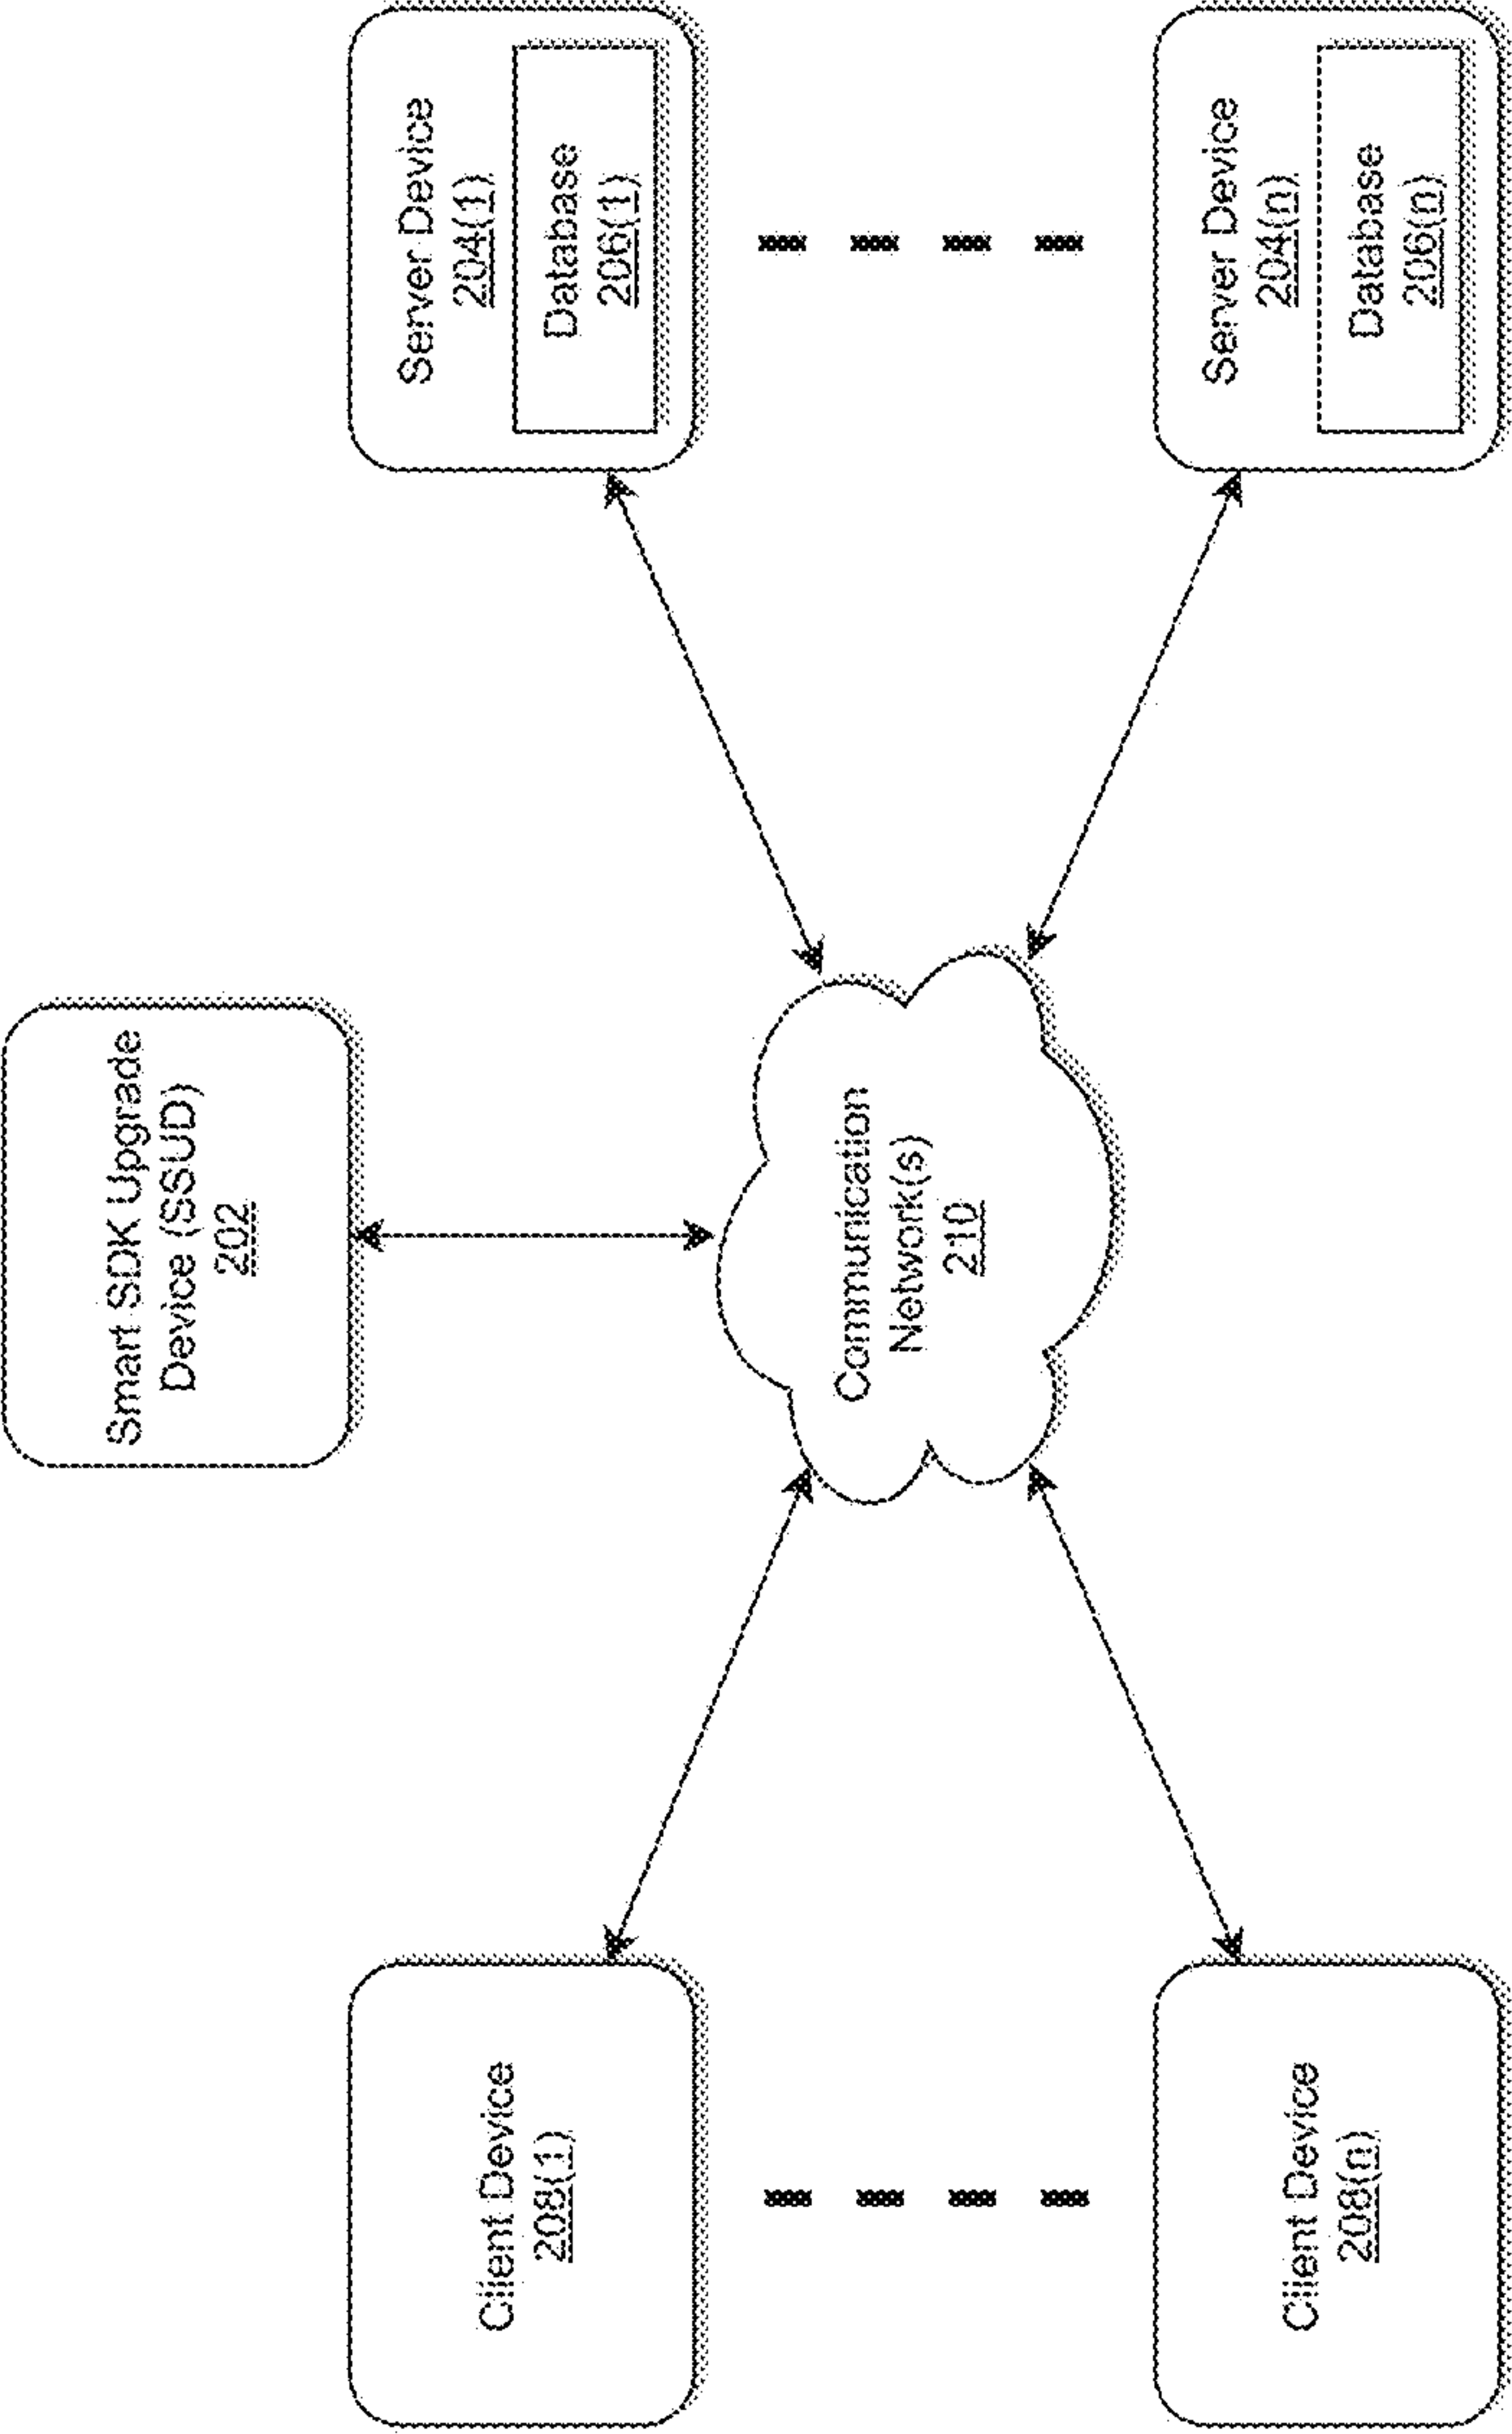 Smart SDK Upgrade
Device (SSUD)
202
Client Device
208(1)
Client Device
208(n)
Communication
Network(s)
210
Server Device
204(1)
Database
206(1)
Server Device
204(n)
Database
206(n)